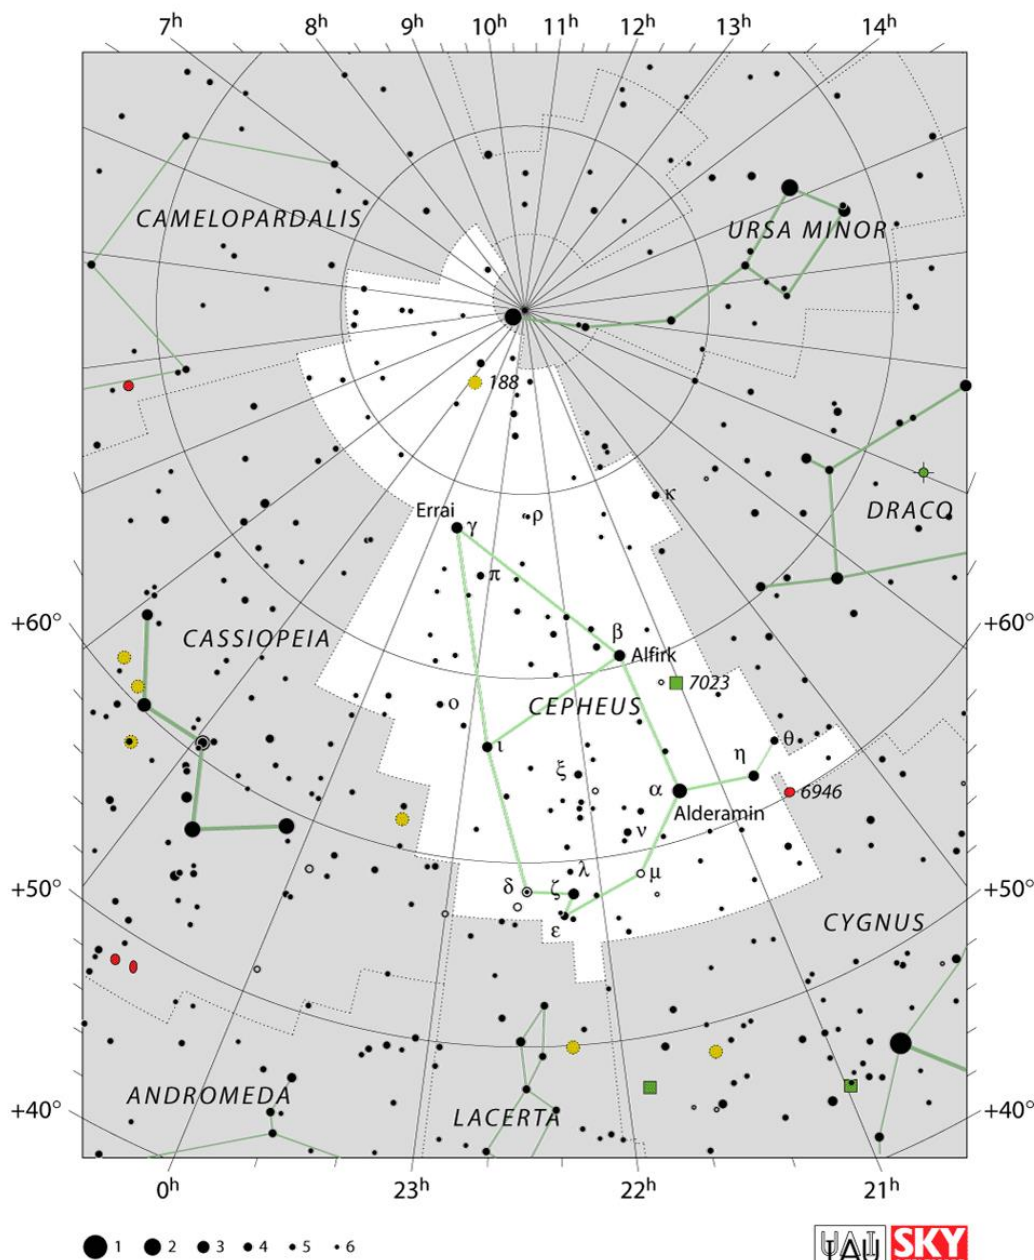 7h 8h 9h 10h 11h 12h 13h 14h
CAMELOPARDALIS
URSA MINOR
188
κ
Errai γ ρ
DRACO
π
+60° +60°
CASSIOPEIA
β
Alfirk
7023
ο
CEPHEUS
ι
η θ
ξ
α
6946
Alderamin
ν
λ μ
δ ζ
+50° +50°
ε
CYGNUS
ANDROMEDA
+40° +40°
LACERTA
0h 23h 22h 21h
1 2 3 4 5 6
IAU SKY